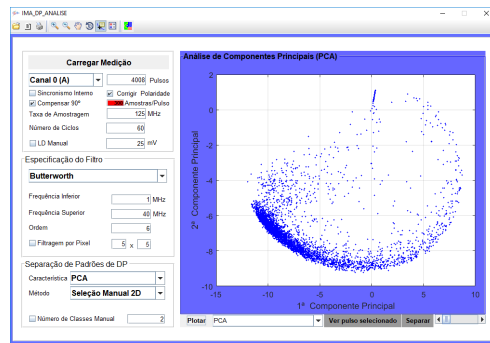 IMA_DP_ANALISE
Carregar Medição
Canal 0 (A) 4008 Pulsos
Sincronismo Interno Corrigir Polaridade
Compensar 90º Amostras/Pulso
Taxa de Amostragem 125 MHz
Número de Ciclos 60
LD Manual 25 mV
Especificação do Filtro
Butterworth
Frequência Inferior 1 MHz
Frequência Superior 40 MHz
Ordem 6
Filtragem por Pixel 5 x 5
Separação de Padrões de DP
Característica PCA
Método Seleção Manual 2D
Número de Classes Manual 2
Análise de Componentes Principais (PCA)
2
0
-2
-4
-6
-8
-10
2º Componente Principal
-15 -10 -5 0 5 10
1º Componente Principal
Plotar PCA Ver pulso selecionado Separar